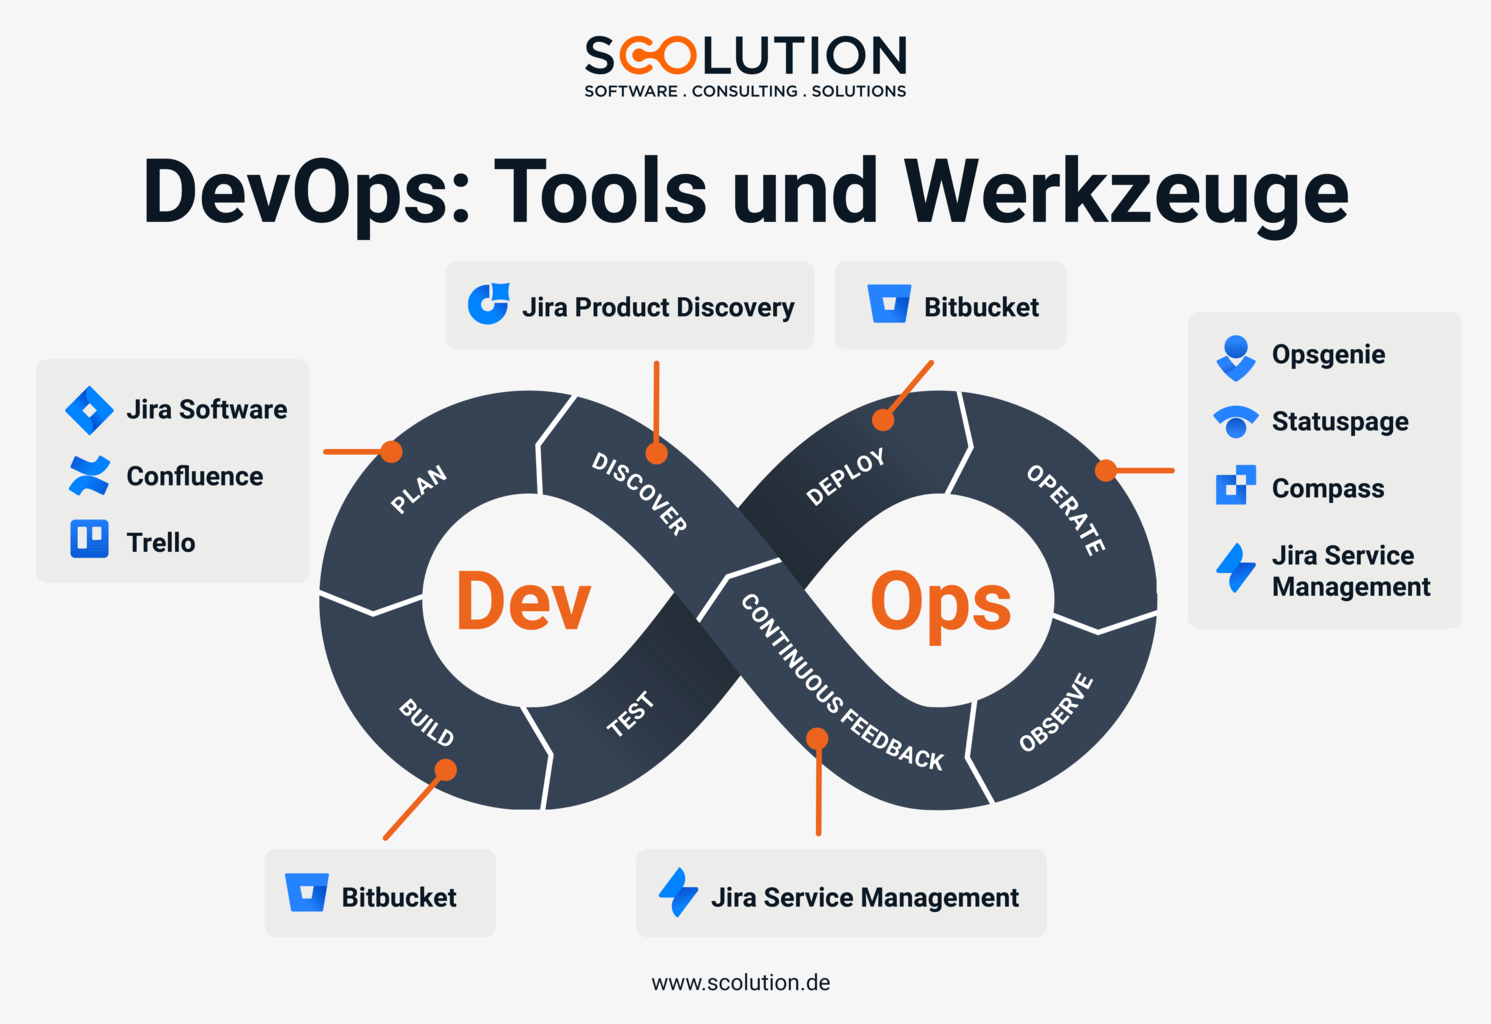 SCOLUTION
SOFTWARE . CONSULTING . SOLUTIONS
DevOps: Tools und Werkzeuge
Jira Product Discovery
Bitbucket
Jira Software
Confluence
Trello
Opsgenie
Statuspage
Compass
Jira Service
Management
PLAN
DISCOVER
DEPLOY
OPERATE
Dev
Ops
BUILD
TEST
CONTINUOUS FEEDBACK
OBSERVE
Bitbucket
Jira Service Management
www.scolution.de